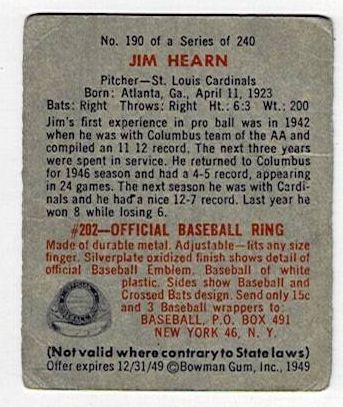 No. 190 of a Series of 240
JIM HEARN
Pitcher—St. Louis Cardinals
Born: Atlanta, Ga., April 11, 1923
Bats: Right Throws: Right Ht.: 6:3 Wt.: 200
Jim's first experience in pro ball was in 1942
when he was with Columbus team of the AA and
compiled an 11 12 record. The next three years
were spent in service. He returned to Columbus
for 1946 season and had a 4-5 record, appearing
in 24 games. The next season he was with Cardi-
nals and he had a nice 12-7 record. Last year he
won 8 while losing 6.
#202—OFFICIAL BASEBALL RING
Made of durable metal. Adjustable—fits any size
finger. Silverplate oxidized finish shows detail of
official Baseball Emblem. Baseball of white
plastic. Sides show Baseball and
Crossed Bats design. Send only 15c
and 3 Baseball wrappers to:
BASEBALL, P.O. BOX 491
NEW YORK 46, N. Y.
(Not valid where contrary to State laws)
Offer expires 12/31/49 ©Bowman Gum, Inc., 1949